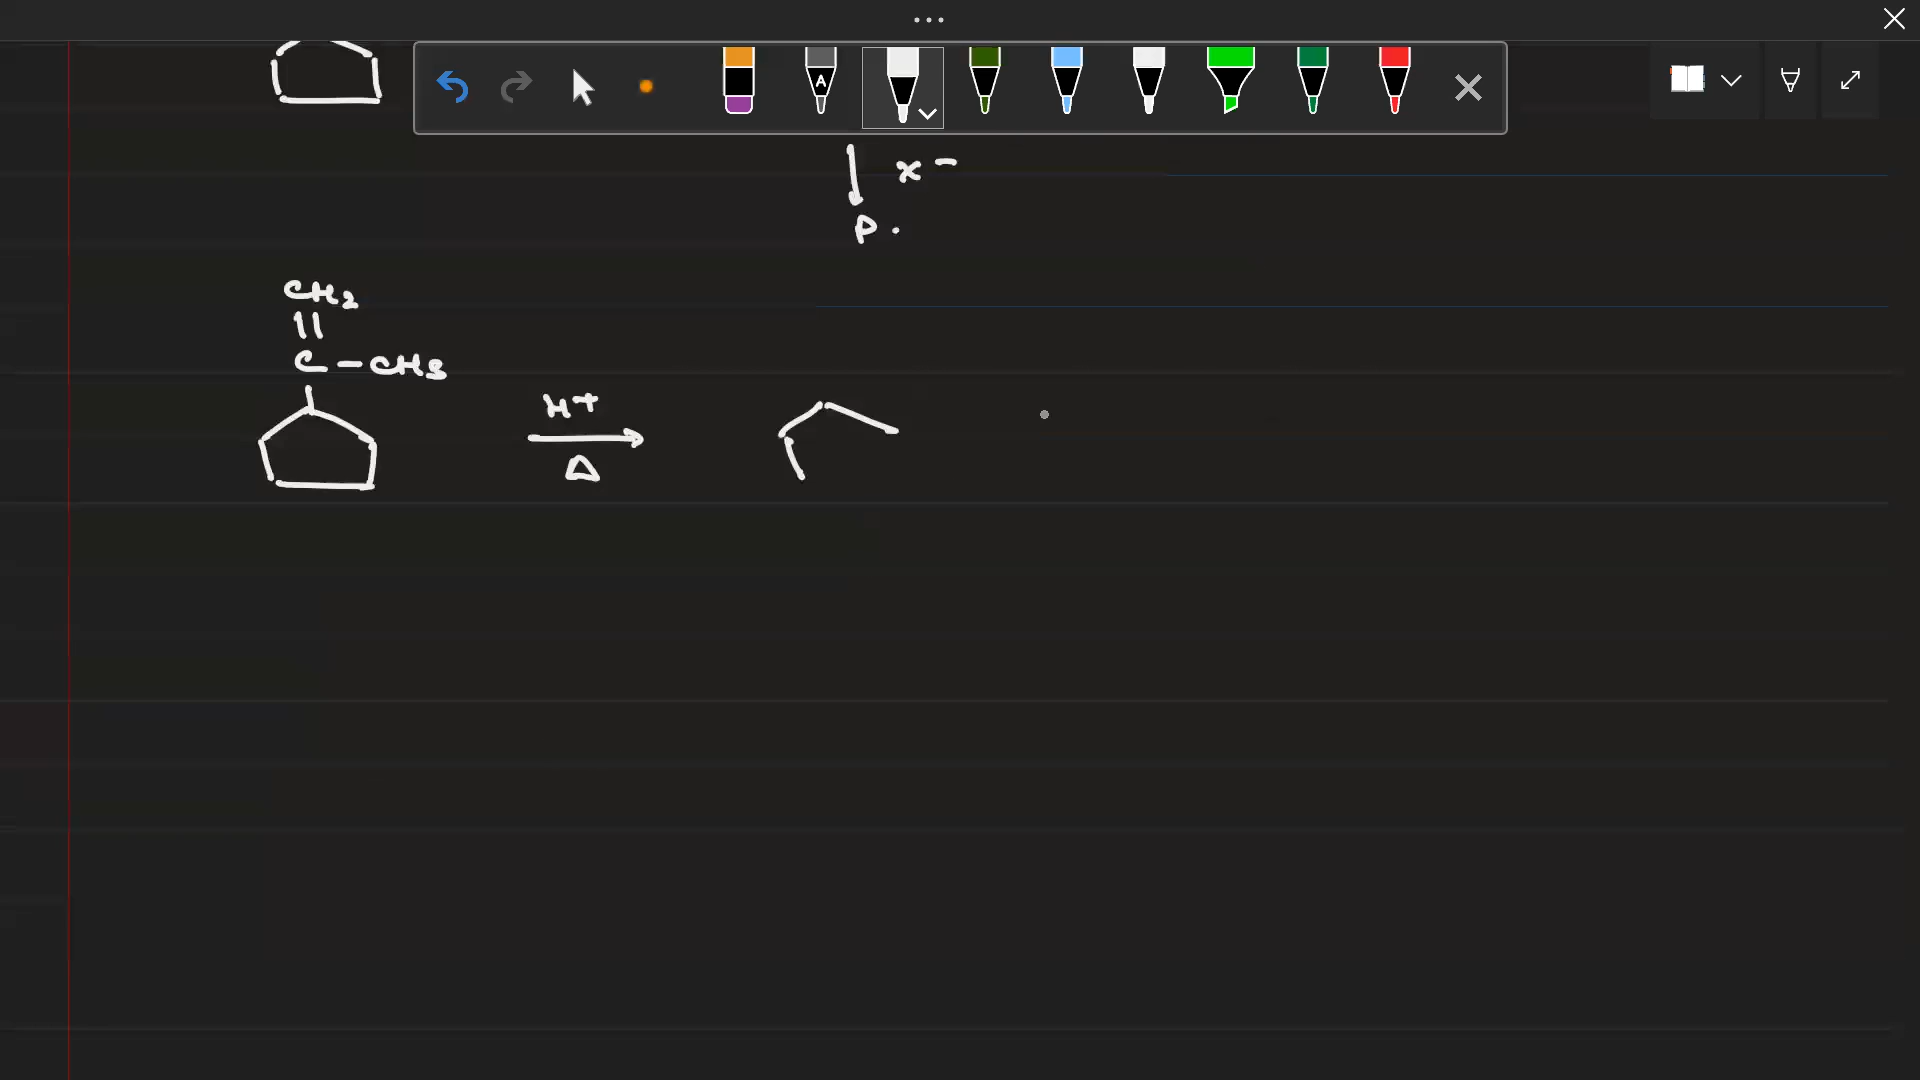 x -
P.
CH2
||
C - CH3
H+
Δ